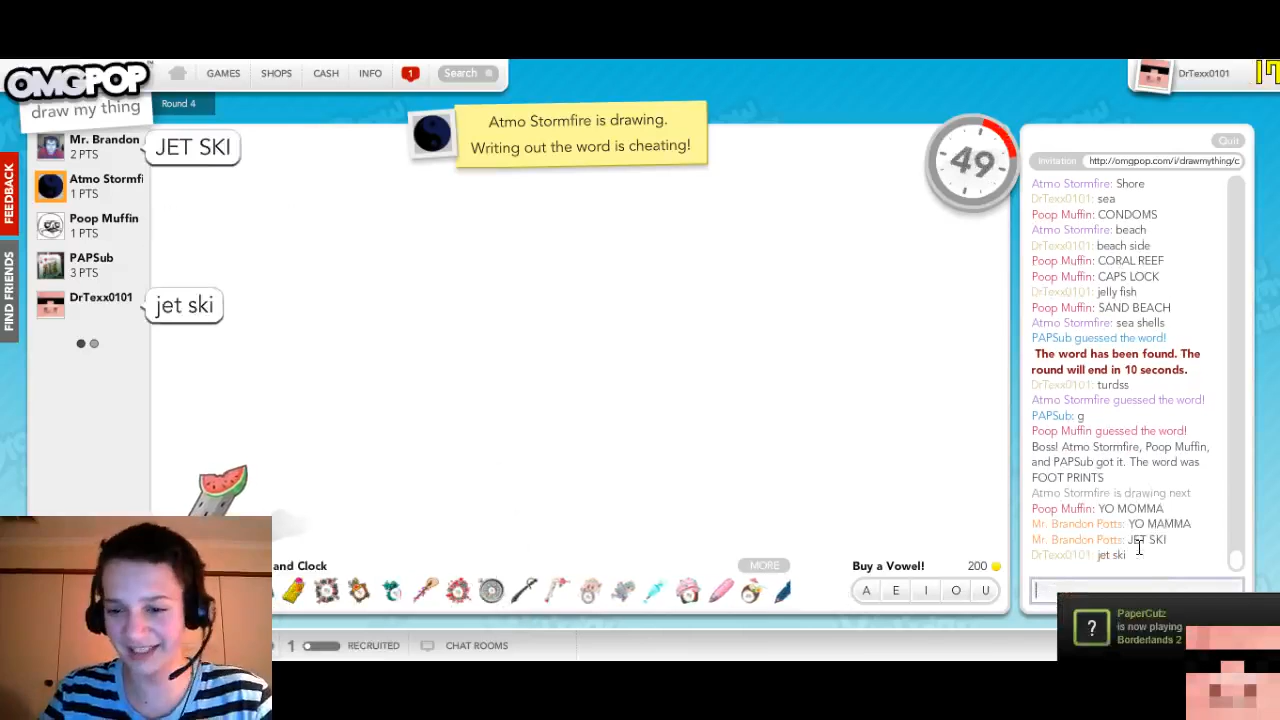 OMGPOP
GAMES
SHOPS
CASH
INFO
1
Search
DrTexx0101
draw my thing
Round 4
FEEDBACK
FIND FRIENDS
Mr. Brandon
2 PTS
JET SKI
Atmo Stormfi
1 PTS
Poop Muffin
1 PTS
PAPSub
3 PTS
DrTexx0101
jet ski
Atmo Stormfire is drawing.
Writing out the word is cheating!
49
Quit
Invitation http://omgpop.com/i/drawmything/c
Atmo Stormfire: Shore
DrTexx0101: sea
Poop Muffin: CONDOMS
Atmo Stormfire: beach
DrTexx0101: beach side
Poop Muffin: CORAL REEF
Poop Muffin: CAPS LOCK
DrTexx0101: jelly fish
Poop Muffin: SAND BEACH
Atmo Stormfire: sea shells
PAPSub guessed the word!
The word has been found. The
round will end in 10 seconds.
DrTexx0101: turdss
Atmo Stormfire guessed the word!
PAPSub: g
Poop Muffin guessed the word!
Boss! Atmo Stormfire, Poop Muffin,
and PAPSub got it. The word was
FOOT PRINTS
Atmo Stormfire is drawing next
Poop Muffin: YO MOMMA
Mr. Brandon Potts: YO MAMMA
Mr. Brandon Potts: JET SKI
DrTexx0101: jet ski
and Clock
MORE
Buy a Vowel!
200
A E I O U
1
RECRUITED
CHAT ROOMS
?
PaperCutz
is now playing
Borderlands 2